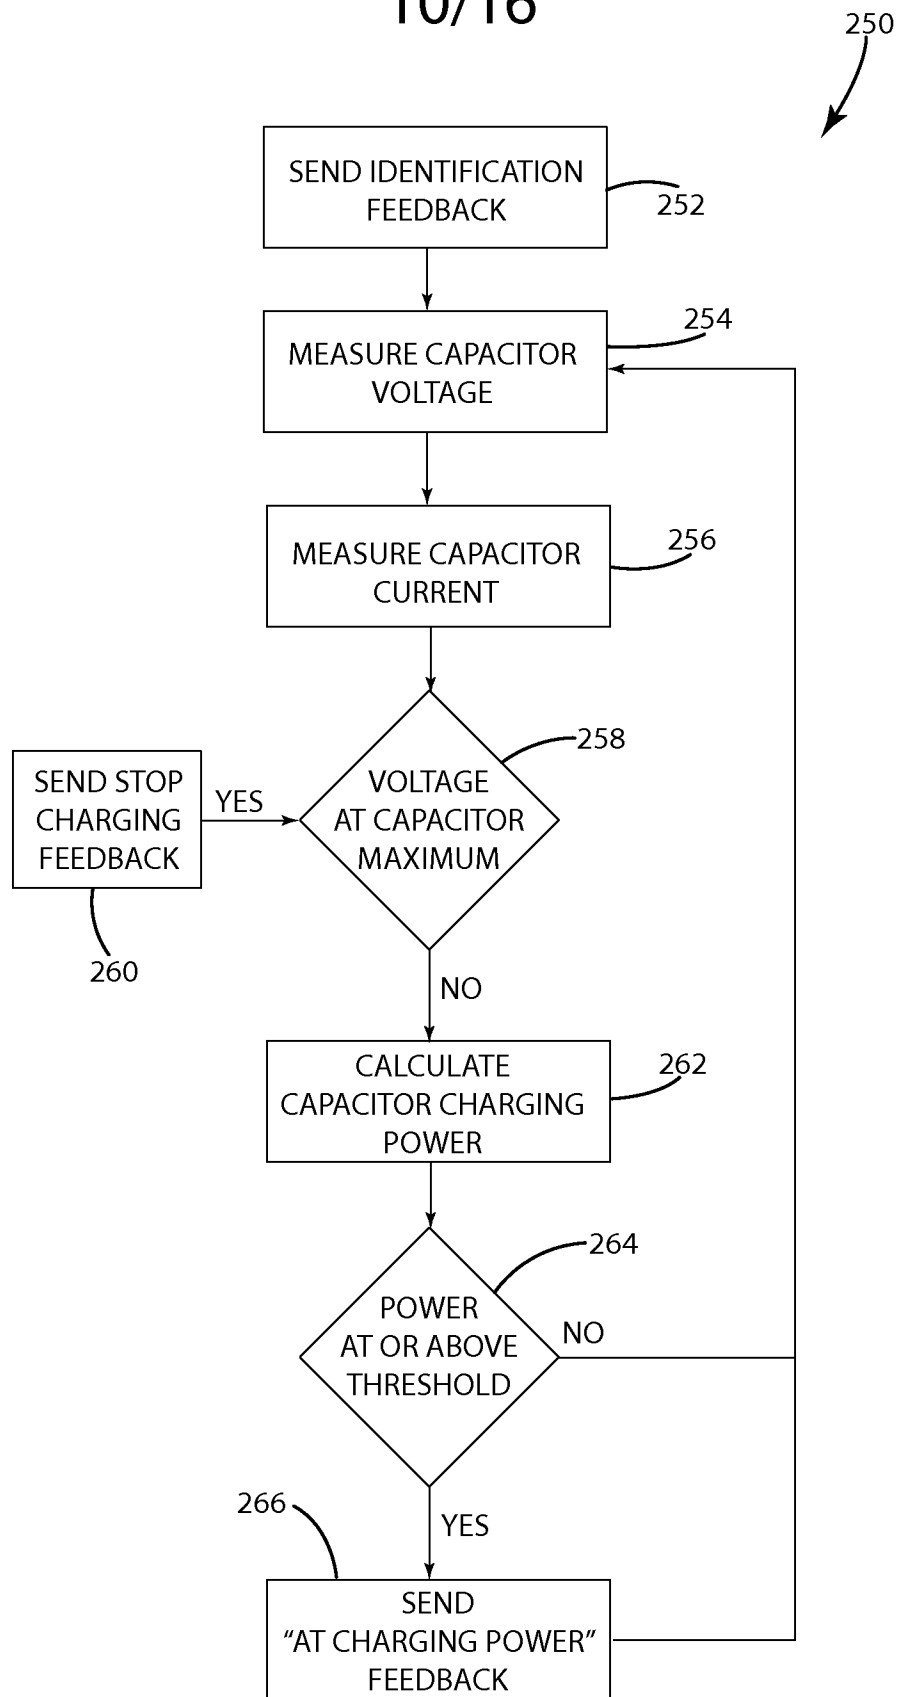 10/16
250
SEND IDENTIFICATION
FEEDBACK
252
254
MEASURE CAPACITOR
VOLTAGE
256
MEASURE CAPACITOR
CURRENT
258
VOLTAGE
AT CAPACITOR
MAXIMUM
SEND STOP
CHARGING
FEEDBACK
YES
260
NO
262
CALCULATE
CAPACITOR CHARGING
POWER
264
POWER
AT OR ABOVE
THRESHOLD
NO
266
YES
SEND
“AT CHARGING POWER”
FEEDBACK